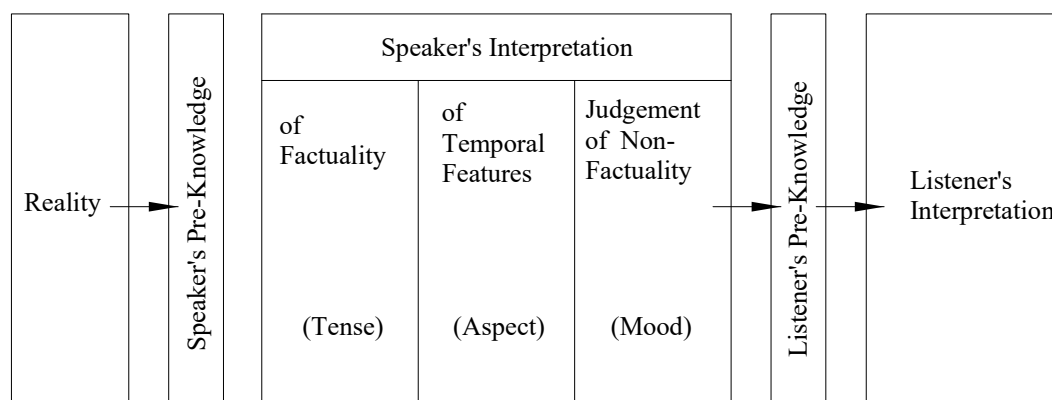 Reality
Speaker's Pre-Knowledge
Speaker's Interpretation
of
Factuality
(Tense)
of
Temporal
Features
(Aspect)
Judgement
of Non-
Factuality
(Mood)
Listener's Pre-Knowledge
Listener's
Interpretation